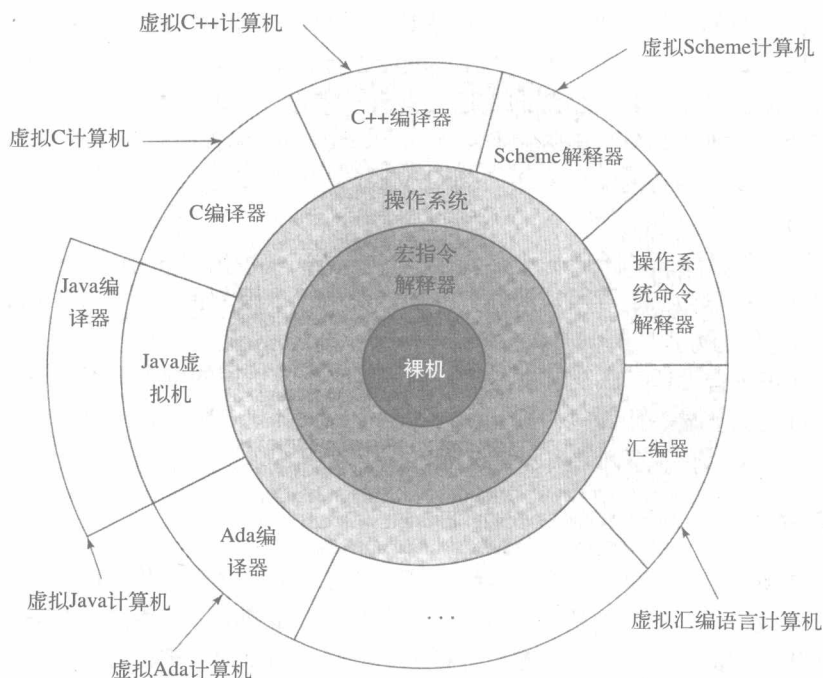 虚拟C++计算机
虚拟Scheme计算机
C++编译器
虚拟C计算机
Scheme解释器
操作系统
C编译器
宏指令
解释器
操作系
统命令
解释器
Java编
译器
Java虚
拟机
裸机
汇编器
Ada编
译器
虚拟Java计算机
...
虚拟汇编语言计算机
虚拟Ada计算机